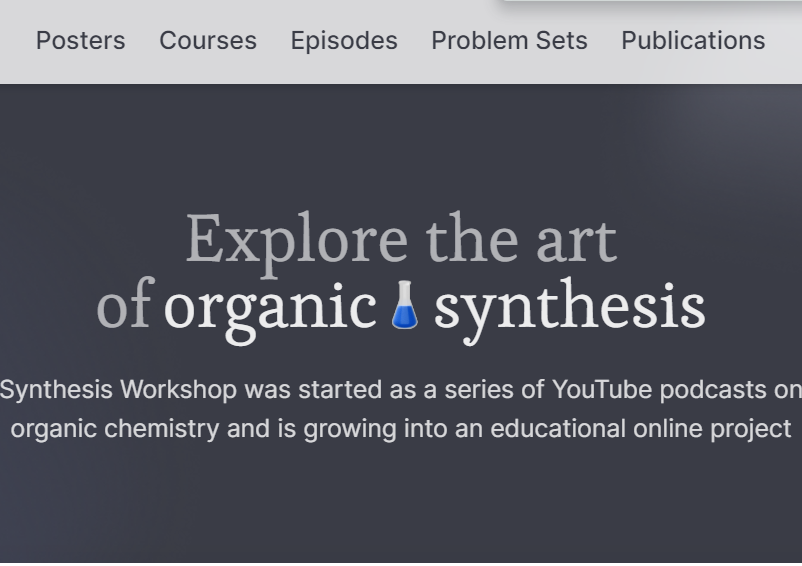 Posters Courses Episodes Problem Sets Publications
Explore the art
of organic synthesis
Synthesis Workshop was started as a series of YouTube podcasts on
organic chemistry and is growing into an educational online project